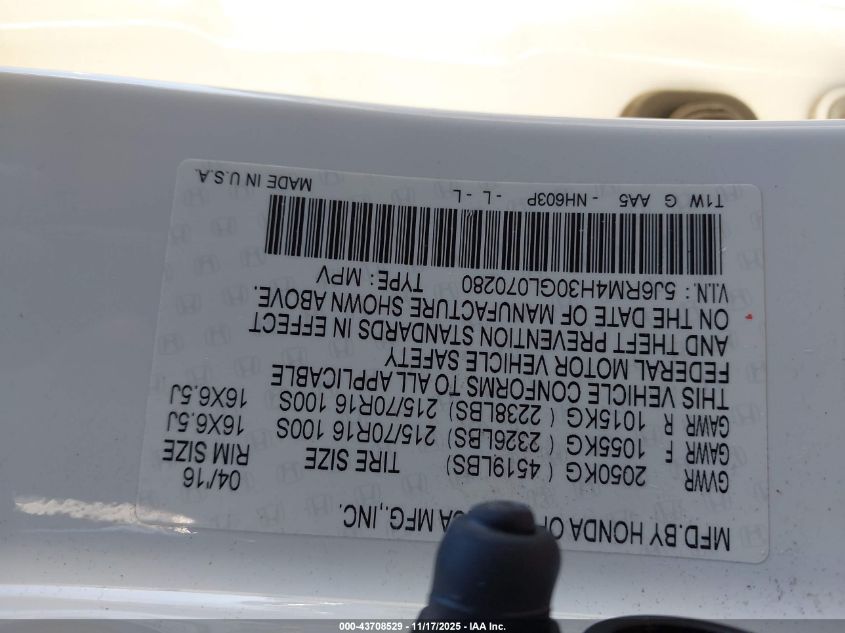 MFD.BY HONDA OF MFG.,INC.
04/'16
GVWR 2050KG ( 4519LBS) TIRE SIZE RIM SIZE
GAWR F 1055KG ( 2326LBS) 215/70R16 100S 16X6.5J
GAWR R 1015KG ( 2238LBS) 215/70R16 100S 16X6.5J
THIS VEHICLE CONFORMS TO ALL APPLICABLE
FEDERAL MOTOR VEHICLE SAFETY
AND THEFT PREVENTION STANDARDS IN EFFECT
ON THE DATE OF MANUFACTURE SHOWN ABOVE.
V.I.N. : 5J6RM4H30GL070280 TYPE : MPV
T1W G AA5 - NH603P - L - L MADE IN U.S.A.
000-43708529 - 11/17/2025 - IAA Inc.